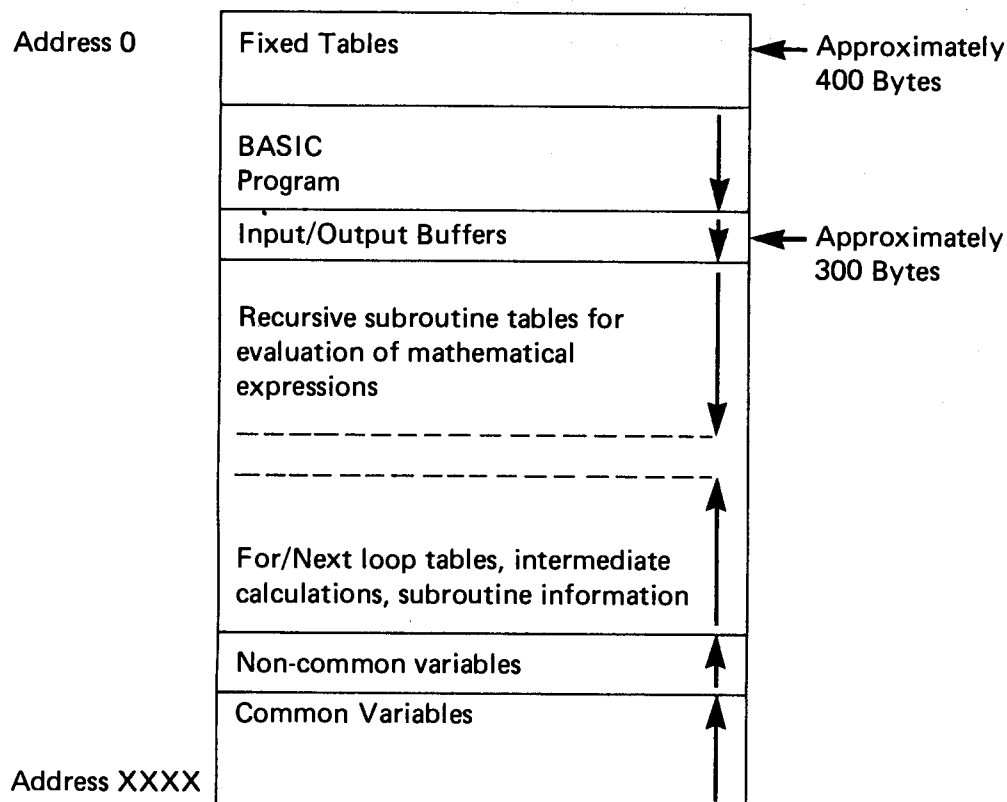 Address 0
Fixed Tables
Approximately
400 Bytes
BASIC
Program
Input/Output Buffers
Approximately
300 Bytes
Recursive subroutine tables for
evaluation of mathematical
expressions
For/Next loop tables, intermediate
calculations, subroutine information
Non-common variables
Common Variables
Address XXXX